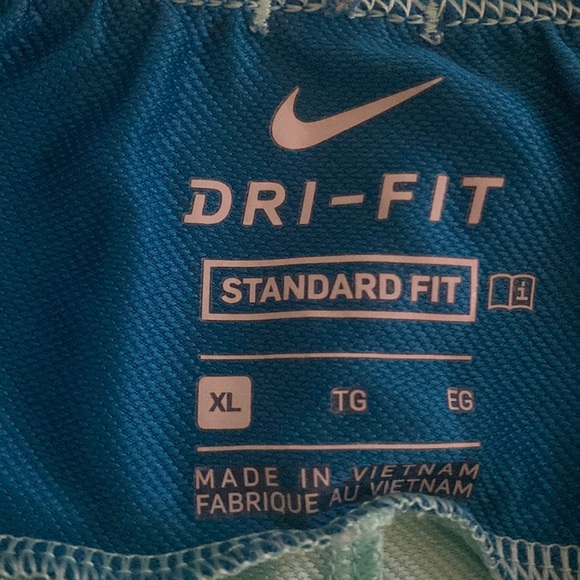 DRI-FIT
STANDARD FIT i
XL TG EG
MADE IN VIETNAM
FABRIQUE AU VIETNAM